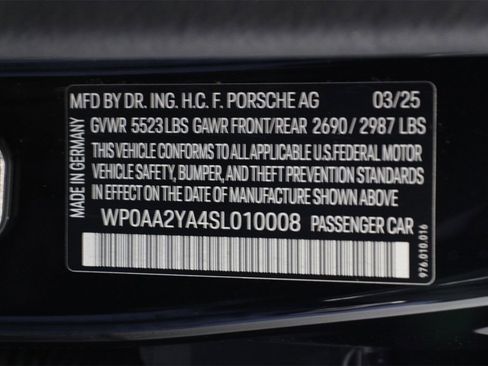 MFD BY DR. ING. H.C. F. PORSCHE AG 03/25
GVWR 5523 LBS GAWR FRONT/REAR 2690 / 2987 LBS
THIS VEHICLE CONFORMS TO ALL APPLICABLE U.S.FEDERAL MOTOR
VEHICLE SAFETY, BUMPER, AND THEFT PREVENTION STANDARDS
IN EFFECT ON THE DATE OF MANUFACTURE SHOWN ABOVE
WP0AA2YA4SL010008 PASSENGER CAR
MADE IN GERMANY
976.010.016